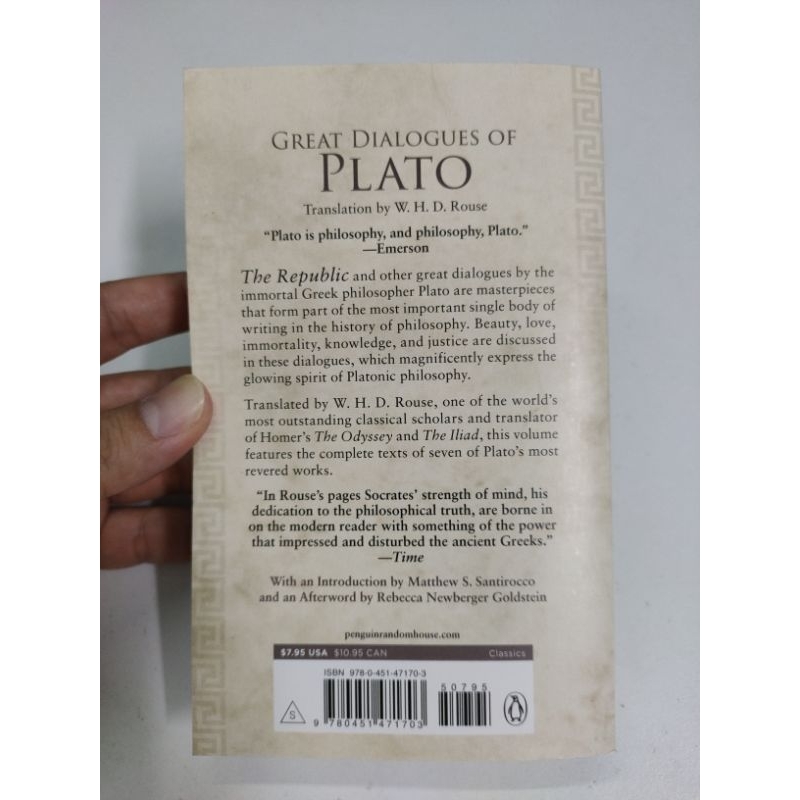 GREAT DIALOGUES OF
PLATO
Translation by W. H. D. Rouse
“Plato is philosophy, and philosophy, Plato.”
—Emerson
The Republic and other great dialogues by the
immortal Greek philosopher Plato are masterpieces
that form part of the most important single body of
writing in the history of philosophy. Beauty, love,
immortality, knowledge, and justice are discussed
in these dialogues, which magnificently express the
glowing spirit of Platonic philosophy.
Translated by W. H. D. Rouse, one of the world’s
most outstanding classical scholars and translator
of Homer’s The Odyssey and The Iliad, this volume
features the complete texts of seven of Plato’s most
revered works.
“In Rouse’s pages Socrates’ strength of mind, his
dedication to the philosophical truth, are borne in
on the modern reader with something of the power
that impressed and disturbed the ancient Greeks.”
—Time
With an Introduction by Matthew S. Santirocco
and an Afterword by Rebecca Newberger Goldstein
penguinrandomhouse.com
$7.95 USA $10.95 CAN Classics
ISBN 978-0-451-47170-3
50795
S
9 780451 471703